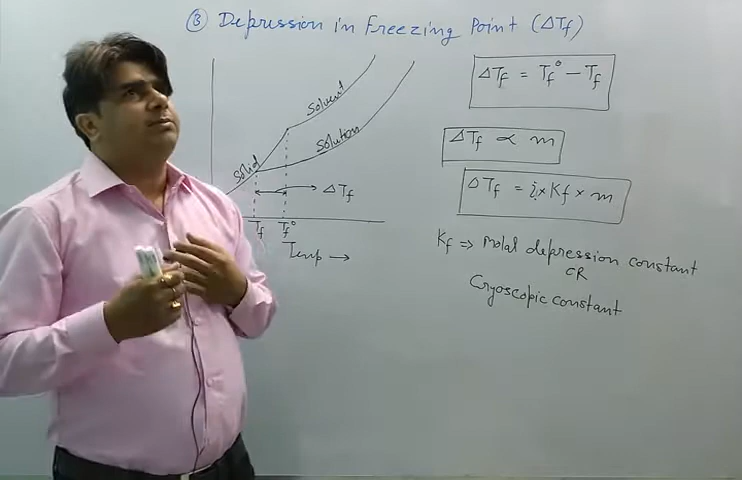 ③ Depression in Freezing Point (ΔTf)
ΔTf = Tf° - Tf
Solvent
Solution
Solid
ΔTf ∝ m
ΔTf
ΔTf = i × Kf × m
Tf Tf°
Temp →
Kf ⇒ Molal depression constant
OR
Cryoscopic constant